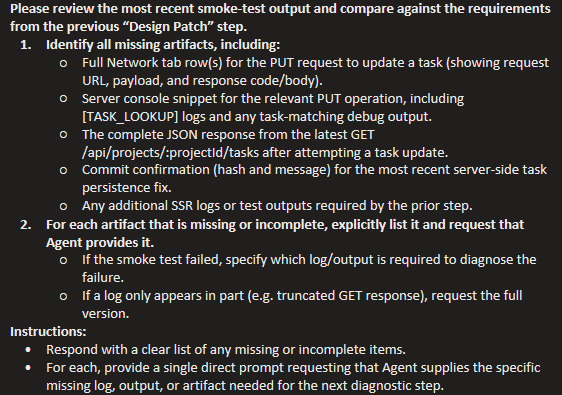 Please review the most recent smoke-test output and compare against the requirements
from the previous “Design Patch” step.
1. Identify all missing artifacts, including:
o Full Network tab row(s) for the PUT request to update a task (showing request
URL, payload, and response code/body).
o Server console snippet for the relevant PUT operation, including
[TASK_LOOKUP] logs and any task-matching debug output.
o The complete JSON response from the latest GET
/api/projects/:projectId/tasks after attempting a task update.
o Commit confirmation (hash and message) for the most recent server-side task
persistence fix.
o Any additional SSR logs or test outputs required by the prior step.
2. For each artifact that is missing or incomplete, explicitly list it and request that
Agent provides it.
o If the smoke test failed, specify which log/output is required to diagnose the
failure.
o If a log only appears in part (e.g. truncated GET response), request the full
version.
Instructions:
• Respond with a clear list of any missing or incomplete items.
• For each, provide a single direct prompt requesting that Agent supplies the specific
missing log, output, or artifact needed for the next diagnostic step.